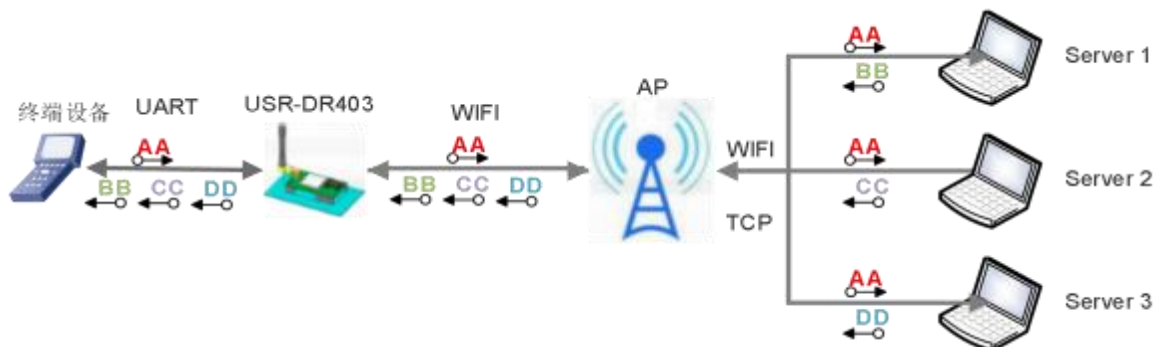 终端设备
UART
AA
BB CC DD
USR-DR403
WIFI
AA
BB CC DD
AP
WIFI
TCP
AA
BB
Server 1
AA
CC
Server 2
AA
DD
Server 3